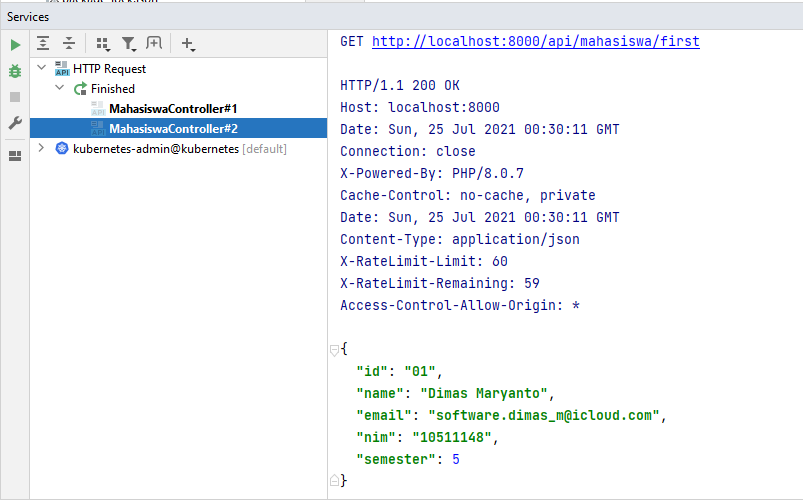 Services
HTTP Request
Finished
MahasiswaController#1
MahasiswaController#2
kubernetes-admin@kubernetes [default]
GET http://localhost:8000/api/mahasiswa/first
HTTP/1.1 200 OK
Host: localhost:8000
Date: Sun, 25 Jul 2021 00:30:11 GMT
Connection: close
X-Powered-By: PHP/8.0.7
Cache-Control: no-cache, private
Date: Sun, 25 Jul 2021 00:30:11 GMT
Content-Type: application/json
X-RateLimit-Limit: 60
X-RateLimit-Remaining: 59
Access-Control-Allow-Origin: *
{
  "id": "01",
  "name": "Dimas Maryanto",
  "email": "software.dimas_m@icloud.com",
  "nim": "10511148",
  "semester": 5
}